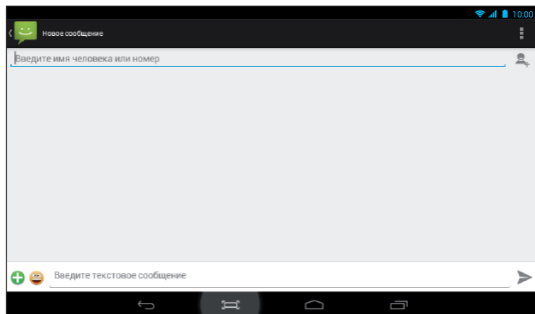 10:00
Новое сообщение
Введите имя человека или номер
Введите текстовое сообщение